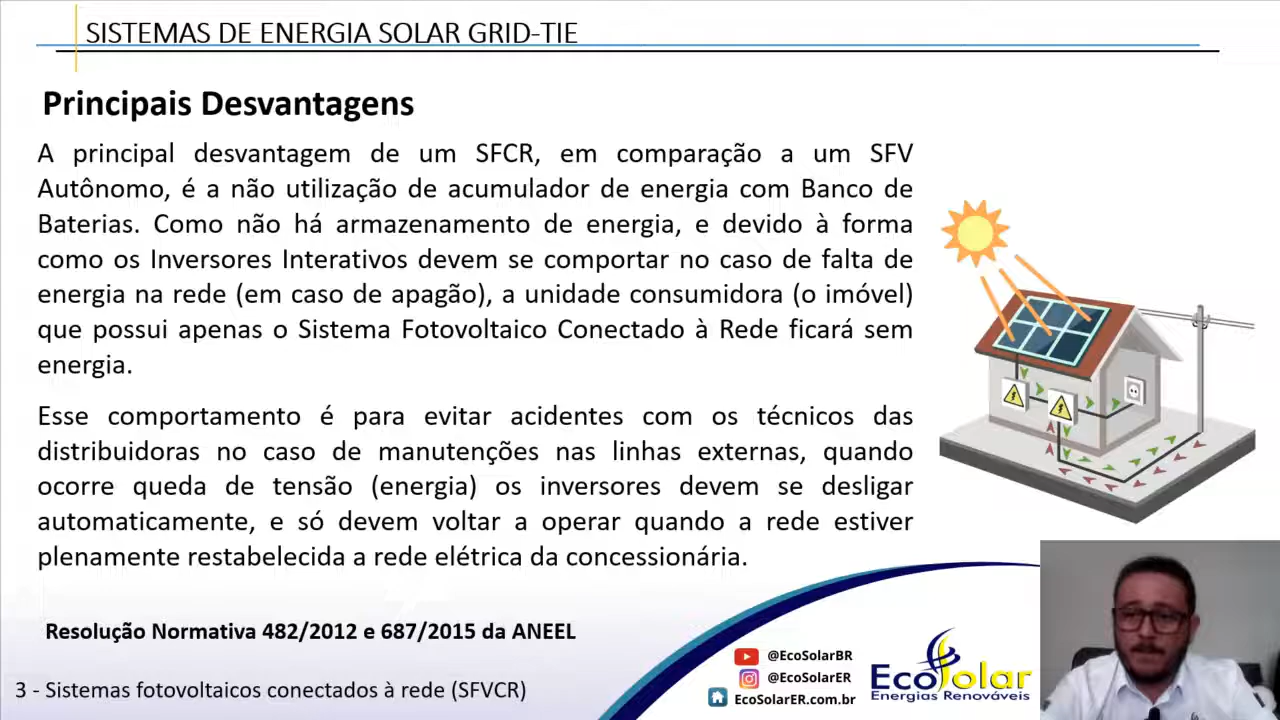 SISTEMAS DE ENERGIA SOLAR GRID-TIE
Principais Desvantagens
A principal desvantagem de um SFCR, em comparação a um SFV
Autônomo, é a não utilização de acumulador de energia com Banco de
Baterias. Como não há armazenamento de energia, e devido à forma
como os Inversores Interativos devem se comportar no caso de falta de
energia na rede (em caso de apagão), a unidade consumidora (o imóvel)
que possui apenas o Sistema Fotovoltaico Conectado à Rede ficará sem
energia.
Esse comportamento é para evitar acidentes com os técnicos das
distribuidoras no caso de manutenções nas linhas externas, quando
ocorre queda de tensão (energia) os inversores devem se desligar
automaticamente, e só devem voltar a operar quando a rede estiver
plenamente restabelecida a rede elétrica da concessionária.
Resolução Normativa 482/2012 e 687/2015 da ANEEL
3 - Sistemas fotovoltaicos conectados à rede (SFVCR)
@EcoSolarBR
@EcoSolarER
EcoSolarER.com.br
EcoSolar
Energias Renováveis